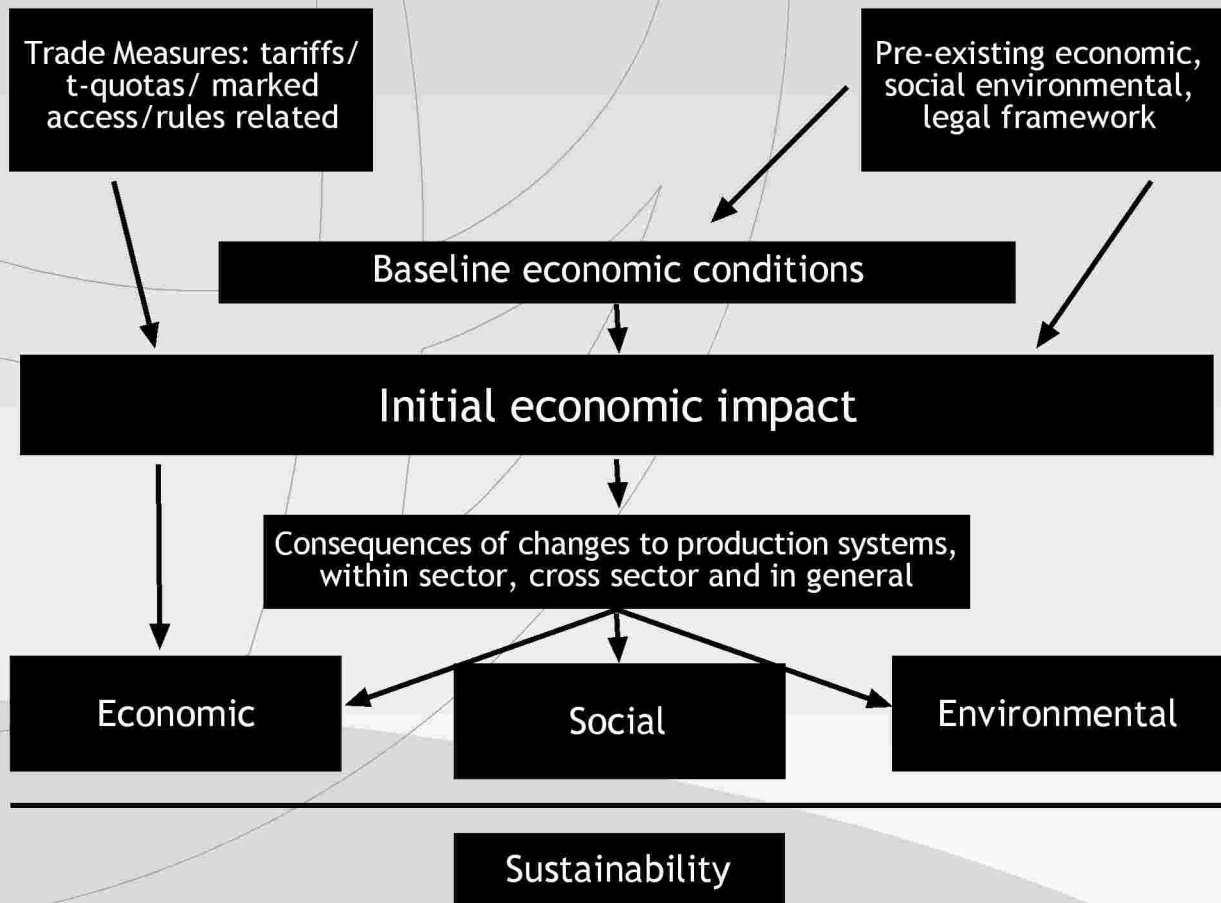 Trade Measures: tariffs/
t-quotas/ marked
access/rules related
Pre-existing economic,
social environmental,
legal framework
Baseline economic conditions
Initial economic impact
Consequences of changes to production systems,
within sector, cross sector and in general
Economic
Social
Environmental
Sustainability